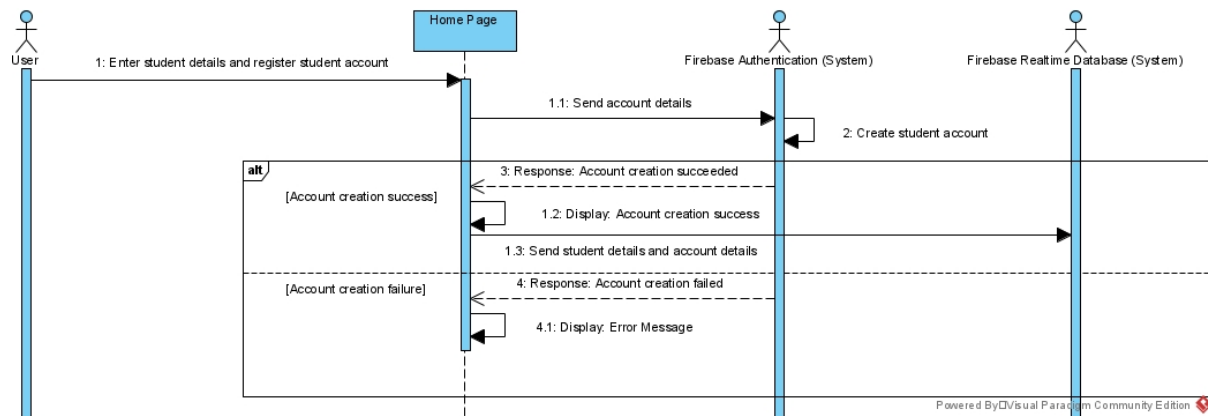 Home Page
User
Firebase Authentication (System)
Firebase Realtime Database (System)
1: Enter student details and register student account
1.1: Send account details
2: Create student account
alt
3: Response: Account creation succeeded
[Account creation success]
1.2: Display: Account creation success
1.3: Send student details and account details
4: Response: Account creation failed
[Account creation failure]
4.1: Display: Error Message
Powered By□Visual Paradigm Community Edition